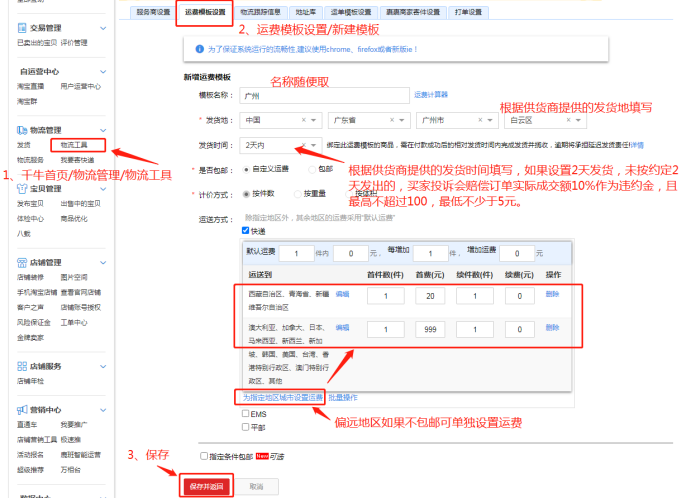 交易管理
已卖出的宝贝 评价管理
自运营中心
淘宝直播 用户运营中心
淘宝群
物流管理
发货 物流工具
物流服务 我要寄快递
1、千牛首页/物流管理/物流工具
宝贝管理
发布宝贝 出售中的宝贝
体检中心 商品优化
八戴
店铺管理
店铺装修 图片空间
手机淘宝店铺 查看官网店铺
客户之声 店铺账号授权
风险保证金 工单中心
金牌卖家
店铺服务
店铺年检
营销中心
直通车 我要推广
店铺营销工具 极速推
活动报名 鹿班智能运营
超级推荐 万相台
数据中心
服务商设置 运费模板设置 物流跟踪信息 地址库 运单模板设置 裹裹商家寄件设置 打单设置
2、运费模板设置/新建模板
为了保证系统运行的流畅性,建议使用chrome、firefox或者新版ie！
新增运费模板
名称随便取
模板名称： 广州 运费计算器
根据供货商提供的发货地填写
* 发货地： 中国 广东省 广州市 白云区
发货时间： 2天内 绑定此运费模板的商品，需在付款成功后的相对发货时间内完成发货并揽收，逾期将承担延迟发货责任!详情
* 是否包邮： 自定义运费 包邮
根据供货商提供的发货时间填写，如果设置2天发货，未按约定2
天发出的，买家投诉会赔偿订单实际成交额10%作为违约金，且
最高不超过100，最低不少于5元。
* 计价方式： 按件数 按重量 按体积
运送方式： 除指定地区外，其余地区的运费采用“默认运费”
快递
默认运费 1 件内 0 元， 每增加 1 件， 增加运费 0 元
运送到 首件数(件) 首费(元) 续件数(件) 续费(元) 操作
西藏自治区、青海省、新疆 编辑 1 20 1 0 删除
维吾尔自治区
澳大利亚、加拿大、日本、 编辑 1 999 1 0 删除
马来西亚、新西兰、新加
坡、韩国、美国、台湾、香
港特别行政区、澳门特别行
政区、其他
为指定地区城市设置运费 批量操作
EMS
平邮
偏远地区如果不包邮可单独设置运费
指定条件包邮 New 可选
3、保存
保存并返回 取消